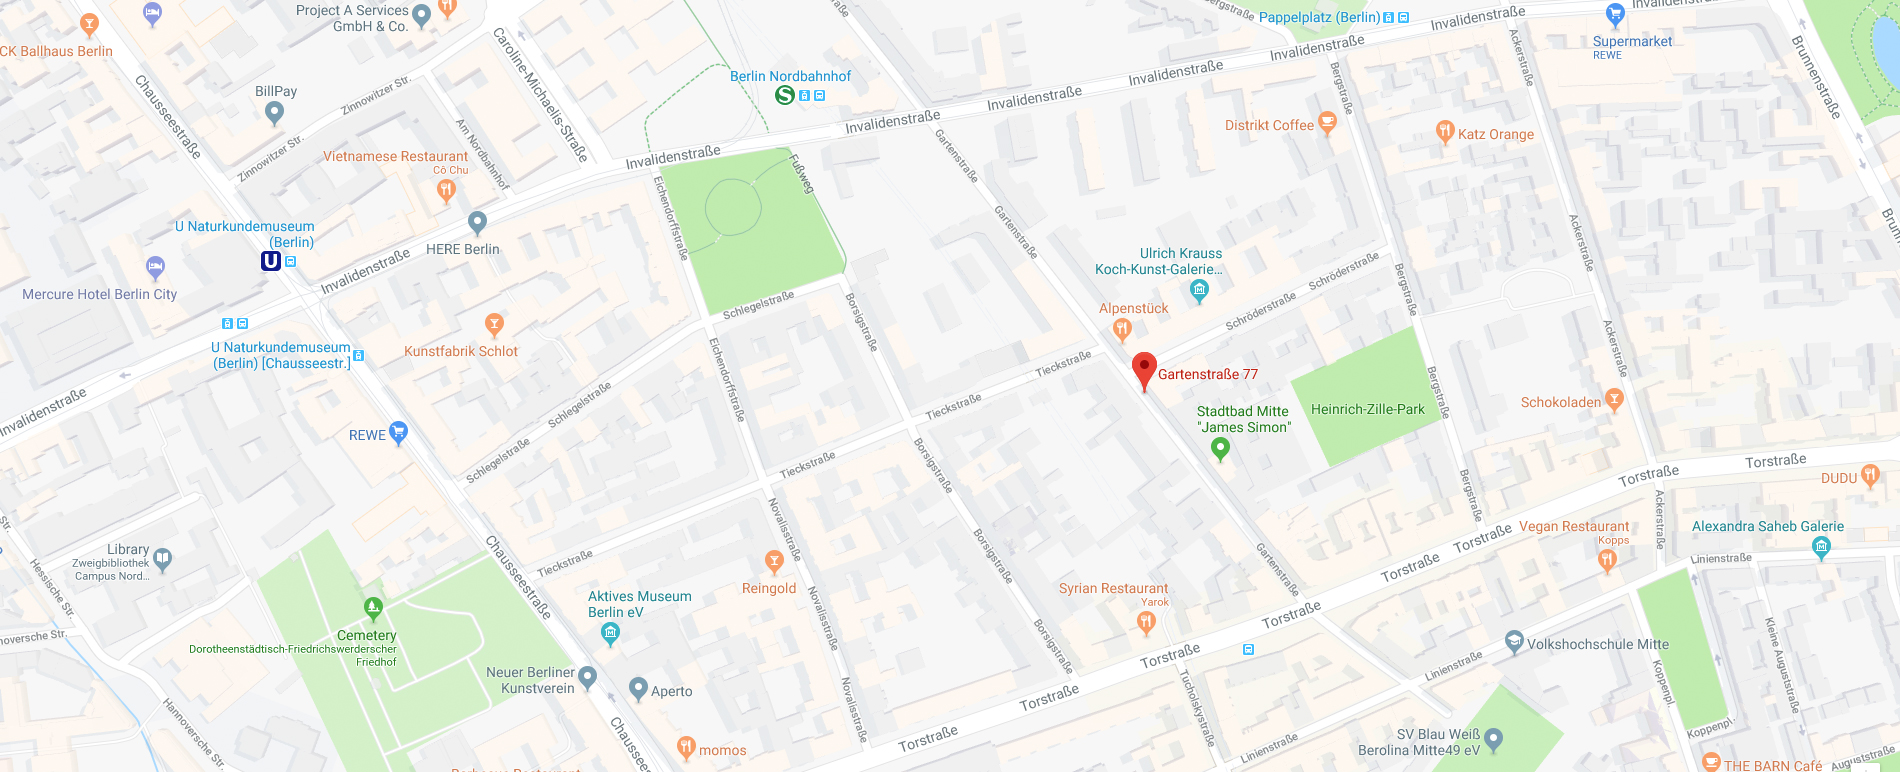 Project A Services
GmbH & Co.
CK Ballhaus Berlin
BillPay
Chausseestraße
Zinnowitzer Str.
Zinnowitzer Str.
Caroline-Michaelis-Straße
Am Nordbahnhof
Berlin Nordbahnhof
Pappelplatz (Berlin)
Bergstraße
Invalidenstraße
Invalidenstraße
Invalidenstraße
Invalidenstraße
Invalidenstraße
Invalidenstraße
Invalidenstraße
Supermarket
REWE
Brunnenstraße
Ackerstraße
Bergstraße
Distrikt Coffee
Katz Orange
Vietnamese Restaurant
Cô Chu
Gartenstraße
Fußweg
Eichendorffstraße
U Naturkundemuseum
(Berlin)
HERE Berlin
Gartenstraße
Ackerstraße
Ulrich Krauss
Koch-Kunst-Galerie...
Invalidenstraße
Mercure Hotel Berlin City
Schröderstraße
Bergstraße
Schlegelstraße
Borsigstraße
Alpenstück
Schröderstraße
U Naturkundemuseum
(Berlin) [Chausseestr.]
Kunstfabrik Schlot
Eichendorffstraße
Ackerstraße
Tieckstraße
Gartenstraße 77
Invalidenstraße
Schlegelstraße
Tieckstraße
Bergstraße
Stadtbad Mitte
"James Simon"
Heinrich-Zille-Park
Schokoladen
REWE
Schlegelstraße
Tieckstraße
Borsigstraße
Torstraße
Torstraße
DUDU
Bergstraße
Ackerstraße
Novalisstraße
Vegan Restaurant
Kopps
Alexandra Saheb Galerie
Torstraße
Torstraße
Linienstraße
Library
Zweigbibliothek
Campus Nord...
Hessische Str.
Chausseestraße
Tieckstraße
Borsigstraße
Gartenstraße
Reingold
Syrian Restaurant
Yarok
Aktives Museum
Berlin eV
Novalisstraße
Torstraße
Cemetery
Dorotheenstädtisch-Friedrichswerderscher
Friedhof
Borsigstraße
Torstraße
Volkshochschule Mitte
Kleine Auguststraße
Linienstraße
Koppenpl.
Neuer Berliner
Kunstverein
Aperto
Hannoversche Str.
Novalisstraße
Torstraße
Tucholskystraße
Torstraße
Linienstraße
momos
SV Blau Weiß
Berolina Mitte49 eV
Koppenpl.
THE BARN Café
Auguststraße